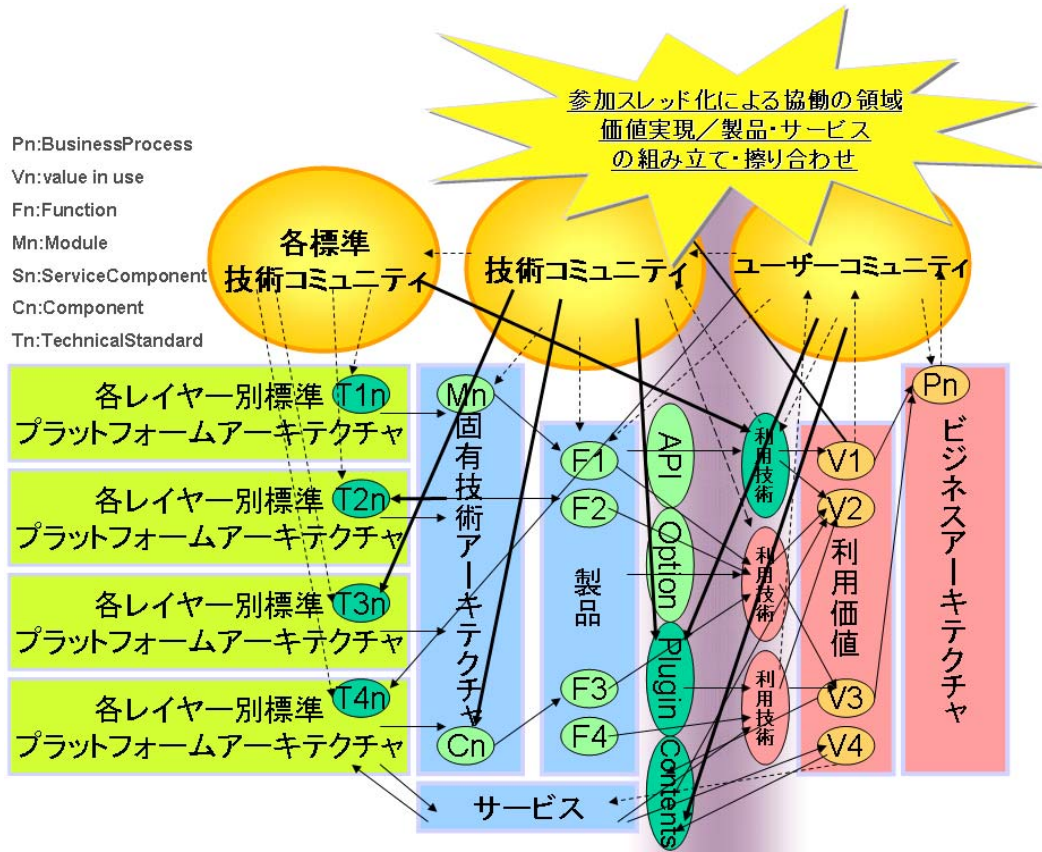 参加スレッド化による協働の領域
価値実現／製品・サービス
の組み立て・擦り合わせ
Pn:BusinessProcess
Vn:value in use
Fn:Function
Mn:Module
Sn:ServiceComponent
Cn:Component
Tn:TechnicalStandard
各標準
技術コミュニティ
技術コミュニティ
ユーザーコミュニティ
各レイヤー別標準
プラットフォームアーキテクチャ
T1n
各レイヤー別標準
プラットフォームアーキテクチャ
T2n
各レイヤー別標準
プラットフォームアーキテクチャ
T3n
各レイヤー別標準
プラットフォームアーキテクチャ
T4n
Mn
固有技術アーキテクチャ
Cn
F1
F2
製品
F3
F4
サービス
API
Option
Plugin
Contents
利用技術
利用技術
利用技術
V1
V2
利用価値
V3
V4
Pn
ビジネスアーキテクチャ